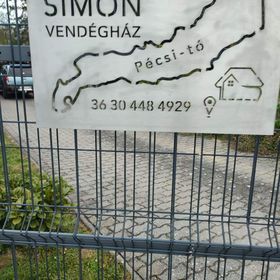 SIMON
VENDÉGHÁZ
Pécsi-tó
36 30 448 4929